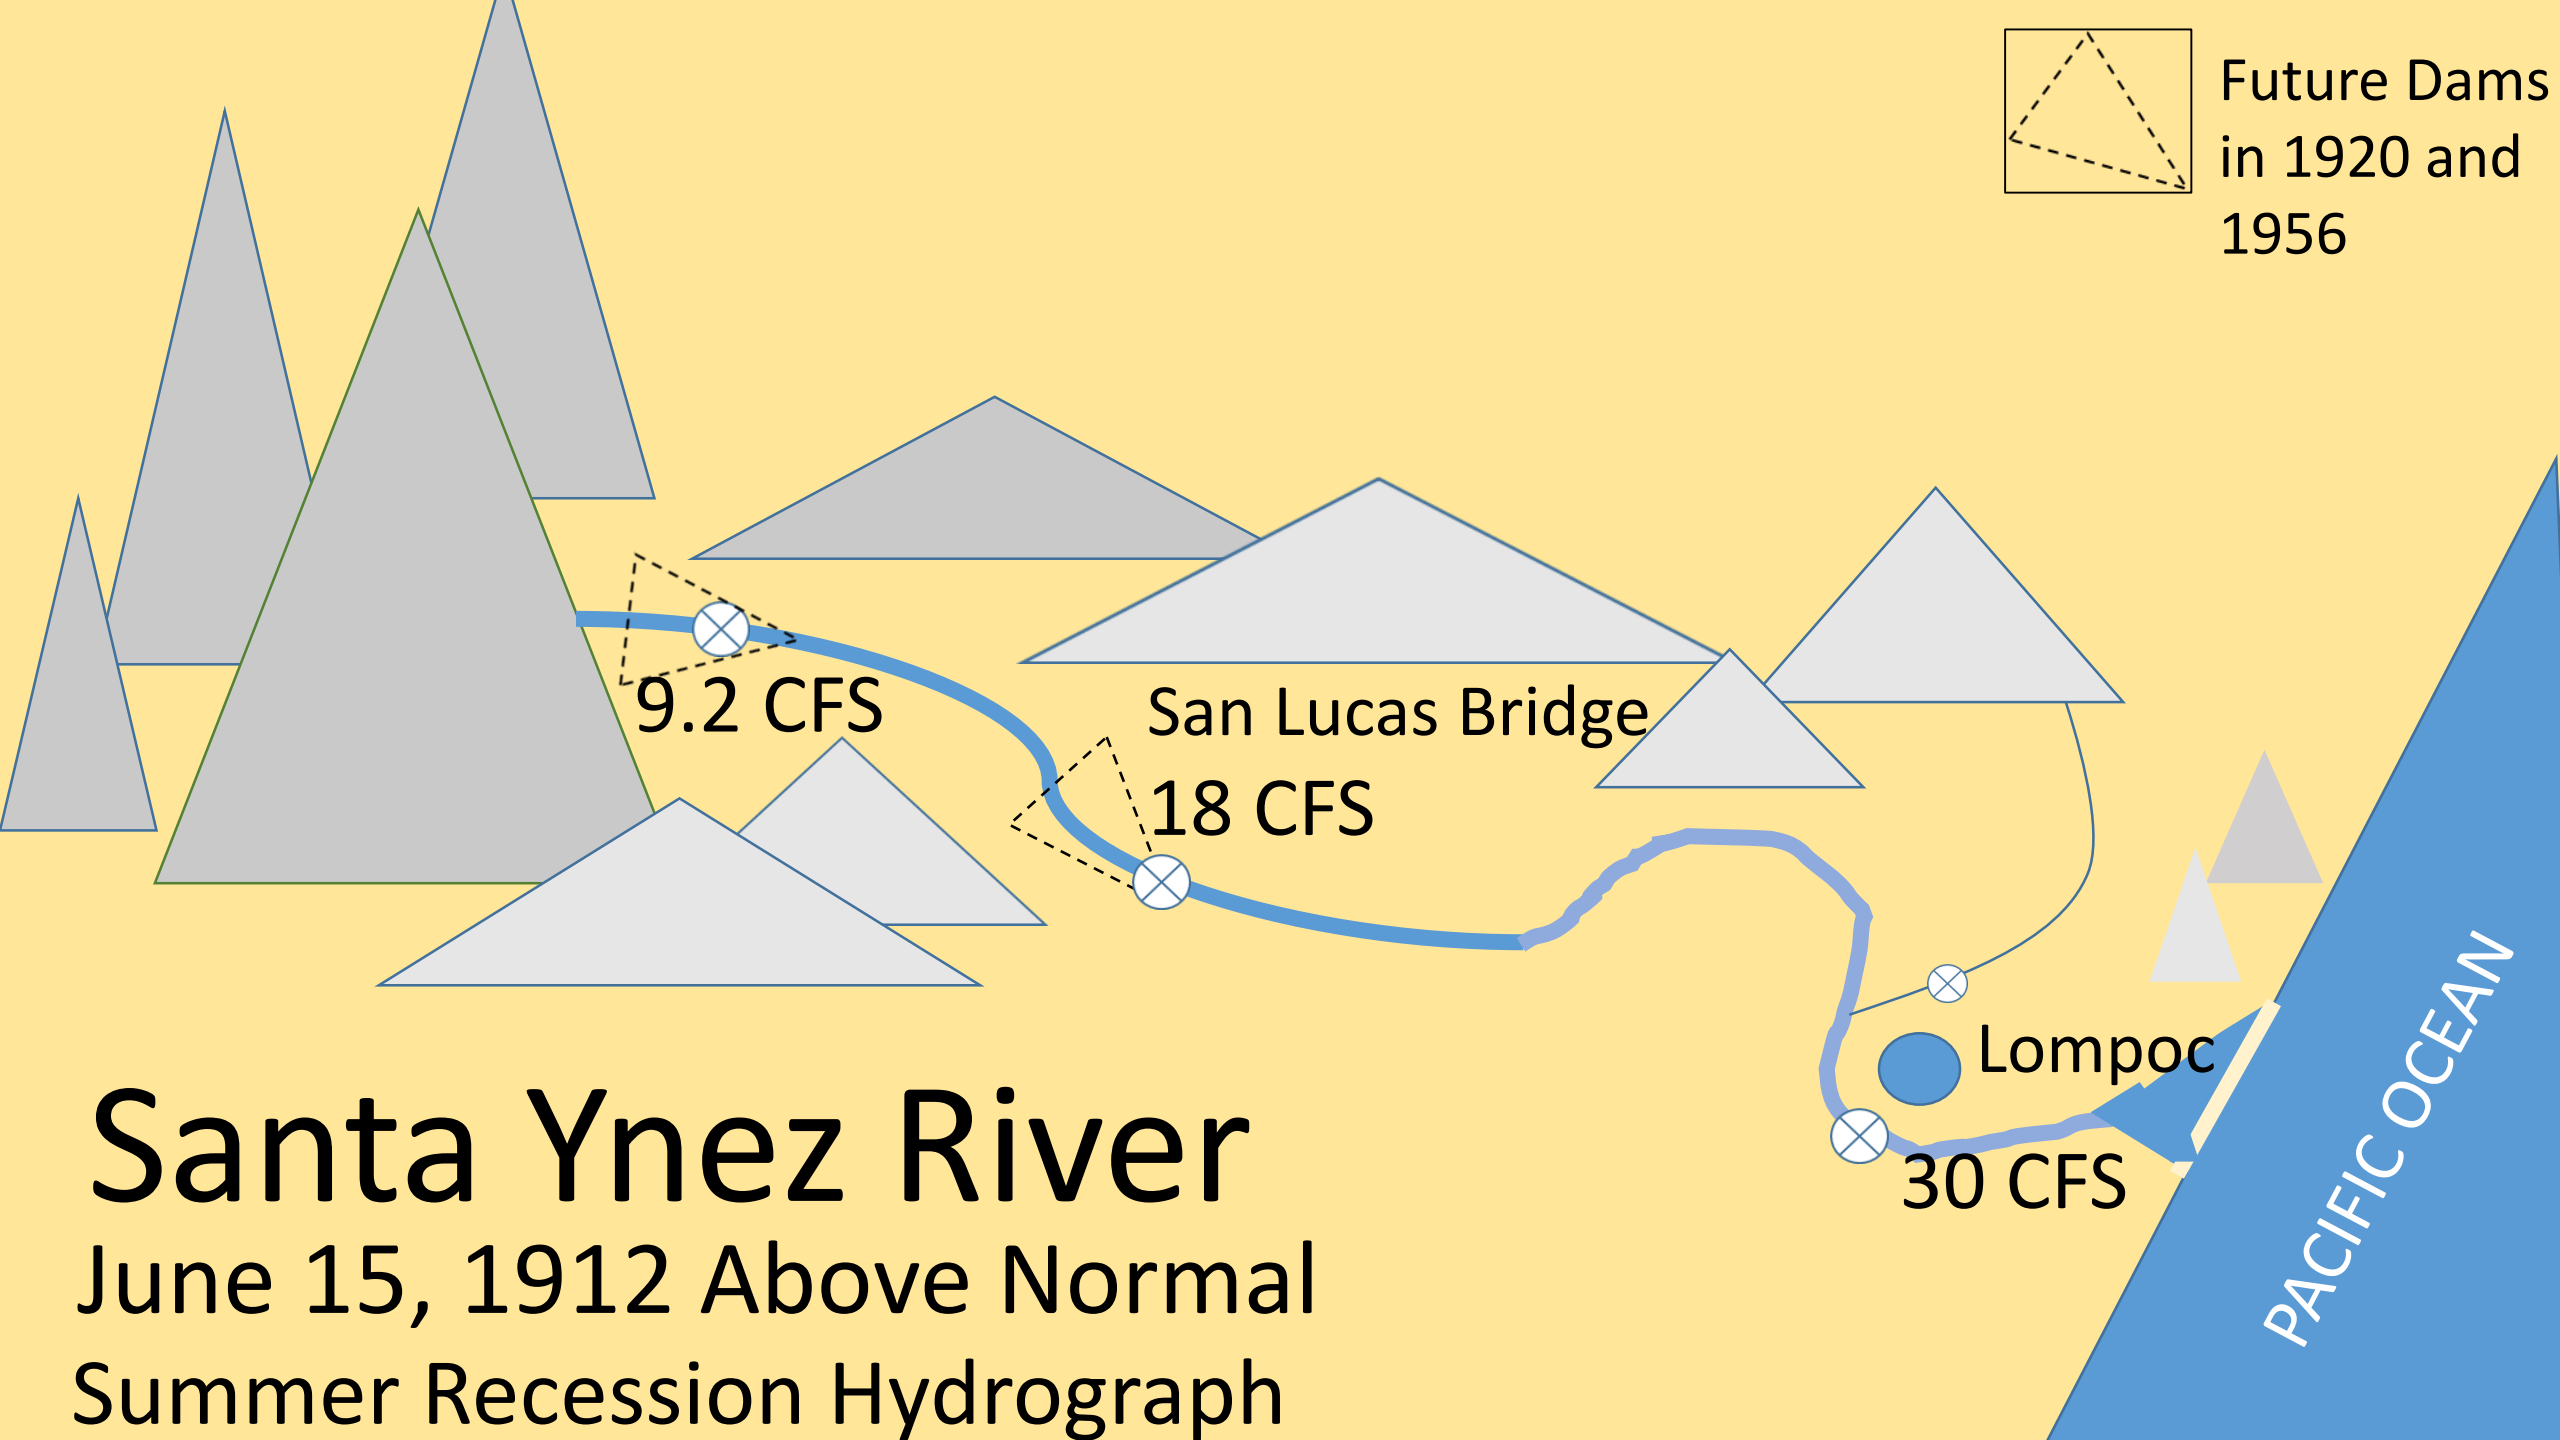 Future Dams
in 1920 and
1956
9.2 CFS
San Lucas Bridge
18 CFS
Lompoc
30 CFS
PACIFIC OCEAN
Santa Ynez River
June 15, 1912 Above Normal
Summer Recession Hydrograph